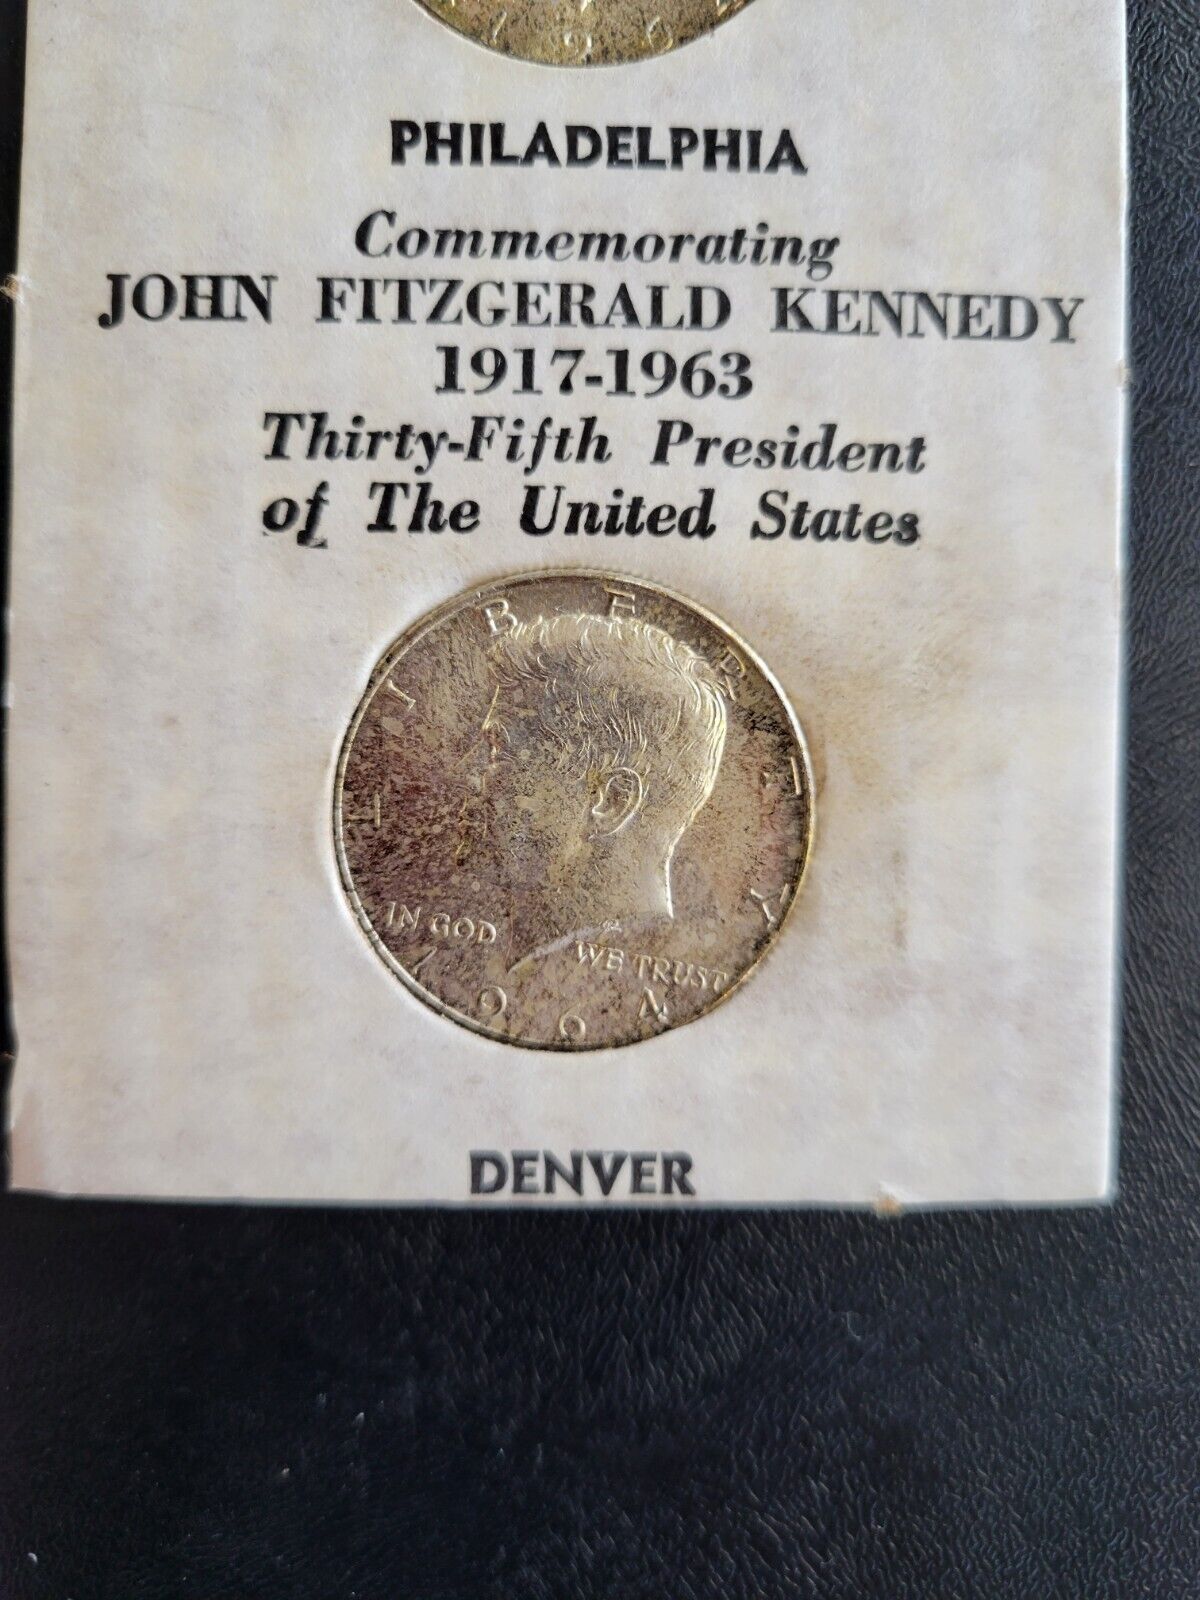 196
PHILADELPHIA
Commemorating
JOHN FITZGERALD KENNEDY
1917-1963
Thirty-Fifth President
of The United States
LIBERTY
IN GOD WE TRUST
1964
DENVER